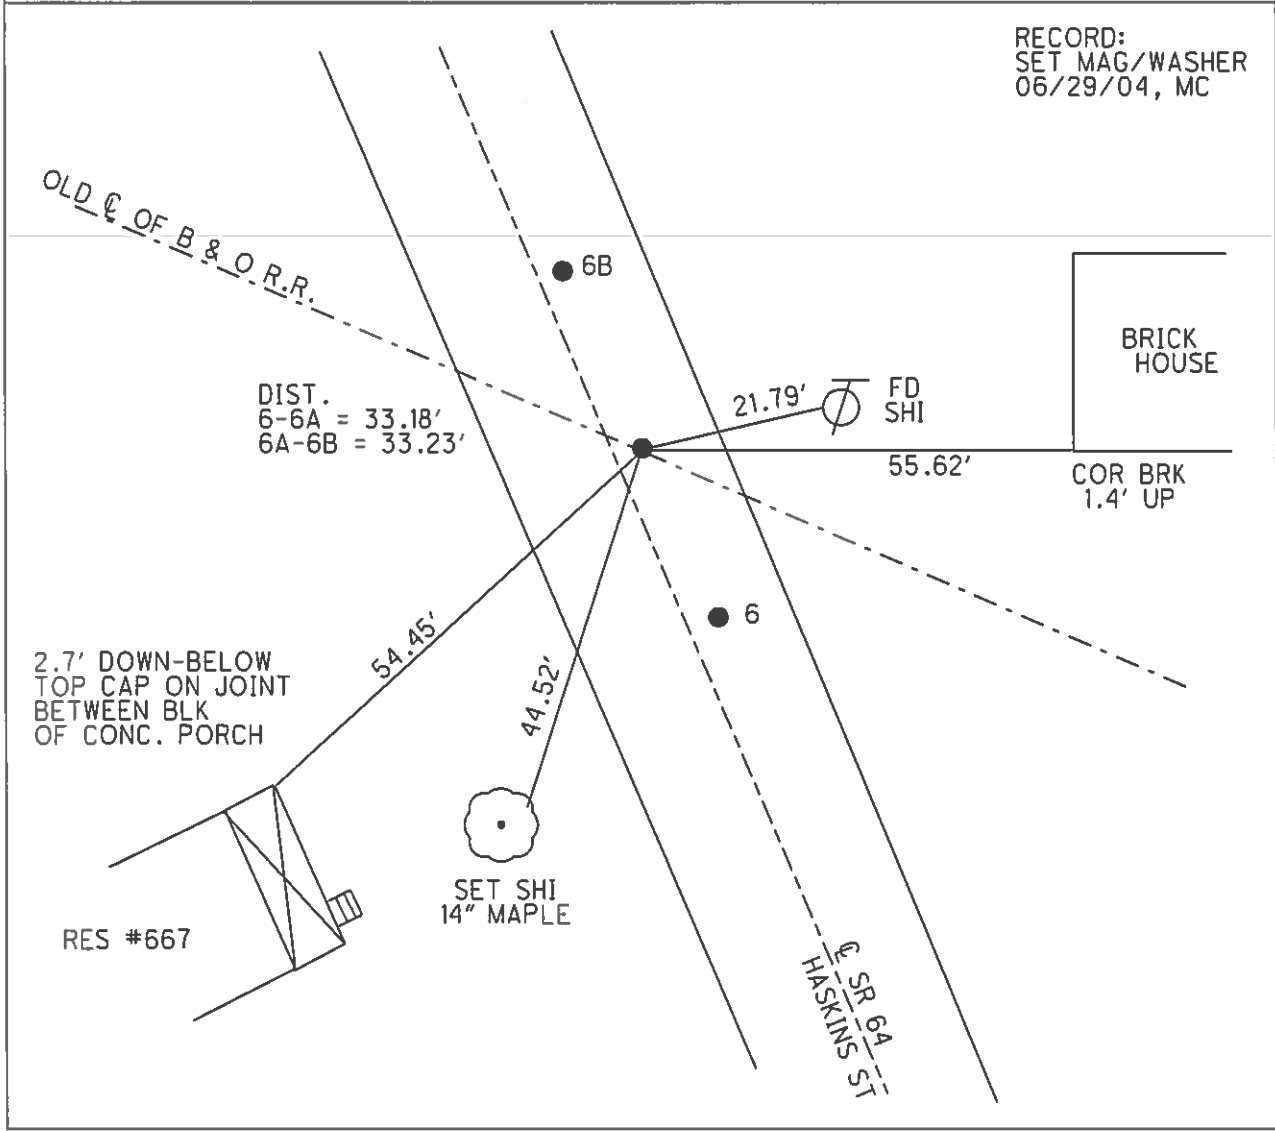 RECORD:
SET MAG/WASHER
06/29/04, MC
OLD ℄ OF B & O R.R.
6B
BRICK
HOUSE
DIST.
6-6A = 33.18'
6A-6B = 33.23'
21.79'
FD
SHI
55.62'
COR BRK
1.4' UP
6
54.45'
44.52'
2.7' DOWN-BELOW
TOP CAP ON JOINT
BETWEEN BLK
OF CONC. PORCH
SET SHI
14" MAPLE
RES #667
℄ SR 64
HASKINS ST